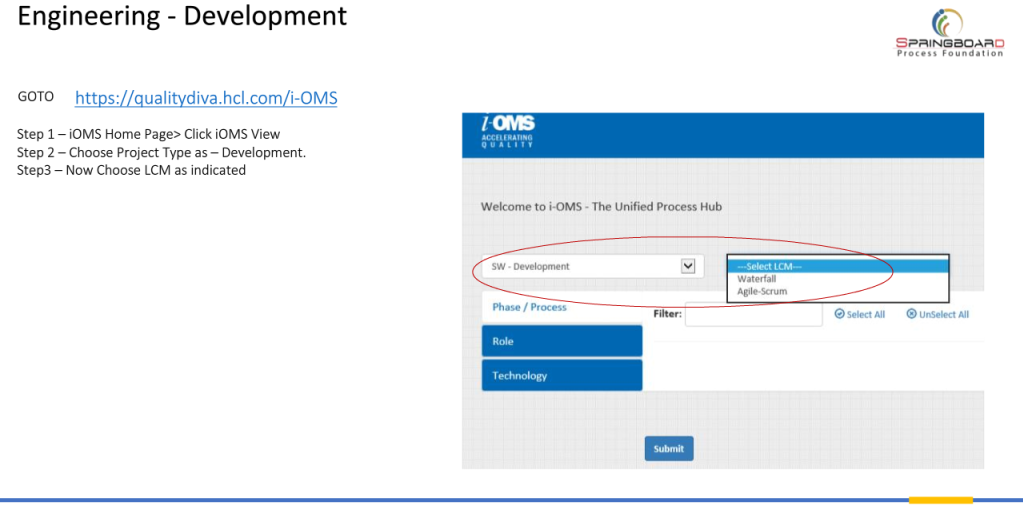 Engineering - Development
SPRINGBOARD
Process Foundation
GOTO https://qualitydiva.hcl.com/i-OMS
Step 1 – iOMS Home Page> Click iOMS View
Step 2 – Choose Project Type as – Development.
Step3 – Now Choose LCM as indicated
i-OMS
ACCELERATING
QUALITY
Welcome to i-OMS - The Unified Process Hub
SW - Development
---Select LCM---
Waterfall
Agile-Scrum
Phase / Process
Filter:
Select All
UnSelect All
Role
Technology
Submit